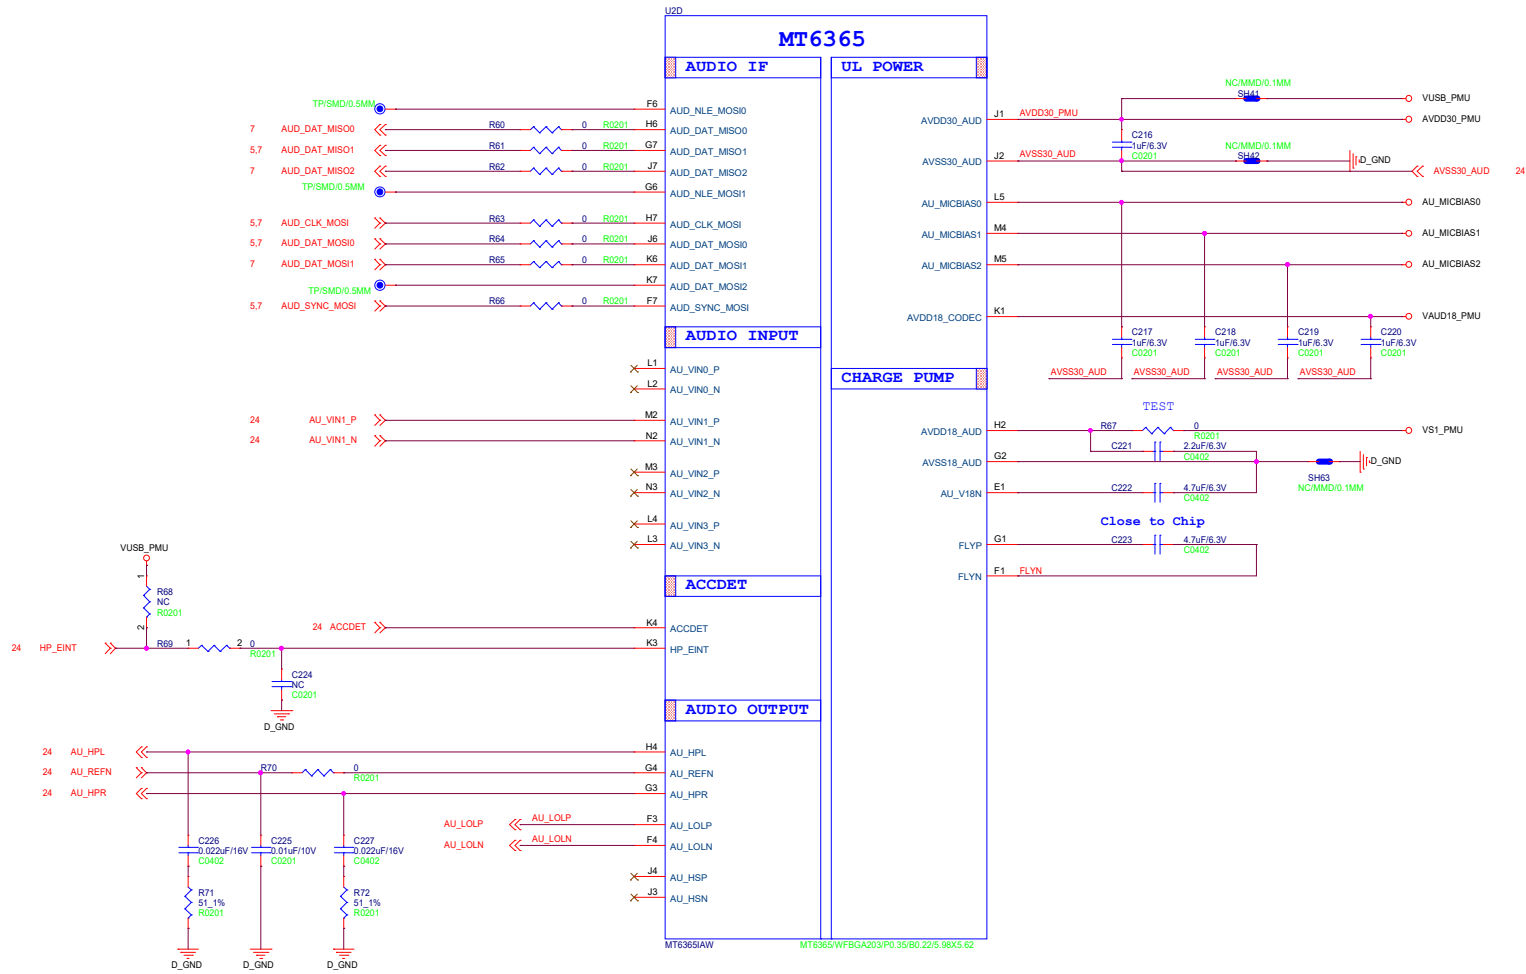 U2D
MT6365
AUDIO IF
UL POWER
TP/SMD/0.5MM
F6
AUD_NLE_MOSI0
7 AUD_DAT_MISO0 R60 0 R0201 H6 AUD_DAT_MISO0
5,7 AUD_DAT_MISO1 R61 0 R0201 G7 AUD_DAT_MISO1
7 AUD_DAT_MISO2 R62 0 R0201 J7 AUD_DAT_MISO2
TP/SMD/0.5MM
G6
AUD_NLE_MOSI1
5,7 AUD_CLK_MOSI R63 0 R0201 H7 AUD_CLK_MOSI
5,7 AUD_DAT_MOSI0 R64 0 R0201 J6 AUD_DAT_MOSI0
7 AUD_DAT_MOSI1 R65 0 R0201 K6 AUD_DAT_MOSI1
TP/SMD/0.5MM
K7
AUD_DAT_MOSI2
5,7 AUD_SYNC_MOSI R66 0 R0201 F7 AUD_SYNC_MOSI
NC/MMD/0.1MM
SH41
VUSB_PMU
AVDD30_AUD J1 AVDD30_PMU AVDD30_PMU
C216
1uF/6.3V
C0201
NC/MMD/0.1MM
SH42
AVSS30_AUD J2 AVSS30_AUD D_GND
AVSS30_AUD 24
AU_MICBIAS0 L5 AU_MICBIAS0
AU_MICBIAS1 M4 AU_MICBIAS1
AU_MICBIAS2 M5 AU_MICBIAS2
AVDD18_CODEC K1 VAUD18_PMU
C217 C218 C219 C220
1uF/6.3V 1uF/6.3V 1uF/6.3V 1uF/6.3V
C0201 C0201 C0201 C0201
AVSS30_AUD AVSS30_AUD AVSS30_AUD AVSS30_AUD
AUDIO INPUT
L1 AU_VIN0_P
L2 AU_VIN0_N
24 AU_VIN1_P M2 AU_VIN1_P
24 AU_VIN1_N N2 AU_VIN1_N
M3 AU_VIN2_P
N3 AU_VIN2_N
L4 AU_VIN3_P
L3 AU_VIN3_N
CHARGE PUMP
TEST
AVDD18_AUD H2 R67 0 VS1_PMU
R0201
C221 2.2uF/6.3V
C0402
AVSS18_AUD G2 D_GND
SH63
NC/MMD/0.1MM
AU_V18N E1 C222 4.7uF/6.3V
C0402
Close to Chip
FLYP G1 C223 4.7uF/6.3V
C0402
FLYN F1 FLYN
VUSB_PMU
1
R68
NC
R0201
2
ACCDET
24 ACCDET K4 ACCDET
24 HP_EINT R69 1 2 0 K3 HP_EINT
R0201
C224
NC
C0201
D_GND
AUDIO OUTPUT
24 AU_HPL H4 AU_HPL
24 AU_REFN R70 0 G4 AU_REFN
R0201
24 AU_HPR G3 AU_HPR
AU_LOLP AU_LOLP F3 AU_LOLP
AU_LOLN AU_LOLN F4 AU_LOLN
J4 AU_HSP
J3 AU_HSN
C226 C225 C227
0.022uF/16V 0.01uF/10V 0.022uF/16V
C0402 C0201 C0402
R71 R72
51_1% 51_1%
R0201 R0201
D_GND D_GND D_GND
MT6365IAW
MT6365/WFBGA203/P0.35/B0.22/5.98X5.62